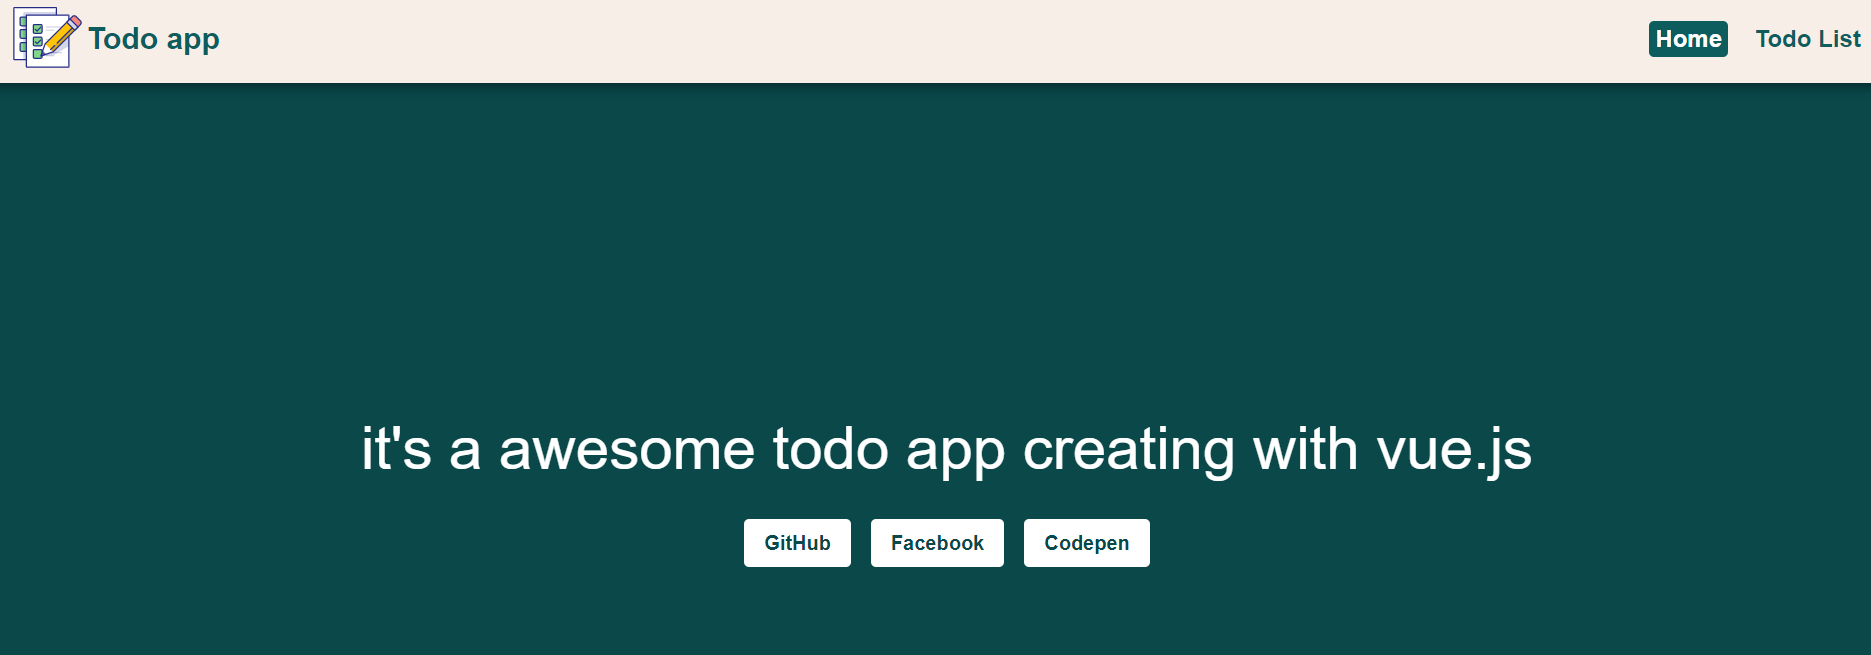 Todo app
Home
Todo List
it's a awesome todo app creating with vue.js
GitHub
Facebook
Codepen